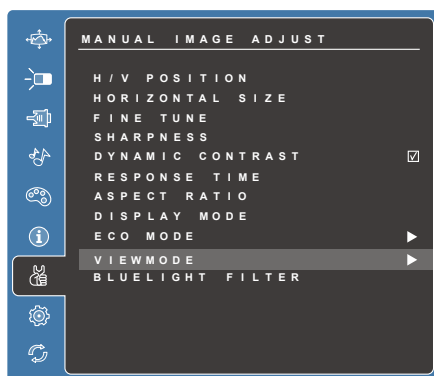 MANUAL IMAGE ADJUST
H/V POSITION
HORIZONTAL SIZE
FINE TUNE
SHARPNESS
DYNAMIC CONTRAST
RESPONSE TIME
ASPECT RATIO
DISPLAY MODE
ECO MODE
VIEWMODE
BLUELIGHT FILTER